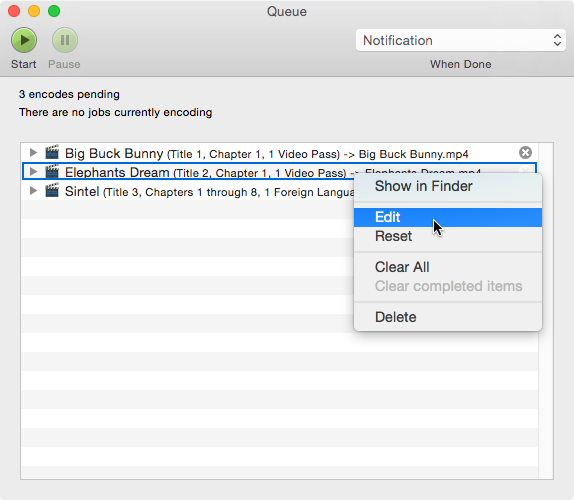 Queue
Start
Pause
Notification
When Done
3 encodes pending
There are no jobs currently encoding
Big Buck Bunny (Title 1, Chapter 1, 1 Video Pass) -> Big Buck Bunny.mp4
Elephants Dream (Title 2, Chapter 1, 1 Video Pass) -> Elephants Dream.mp4
Sintel (Title 3, Chapters 1 through 8, 1 Foreign
Show in Finder
Edit
Reset
Clear All
Clear completed items
Delete